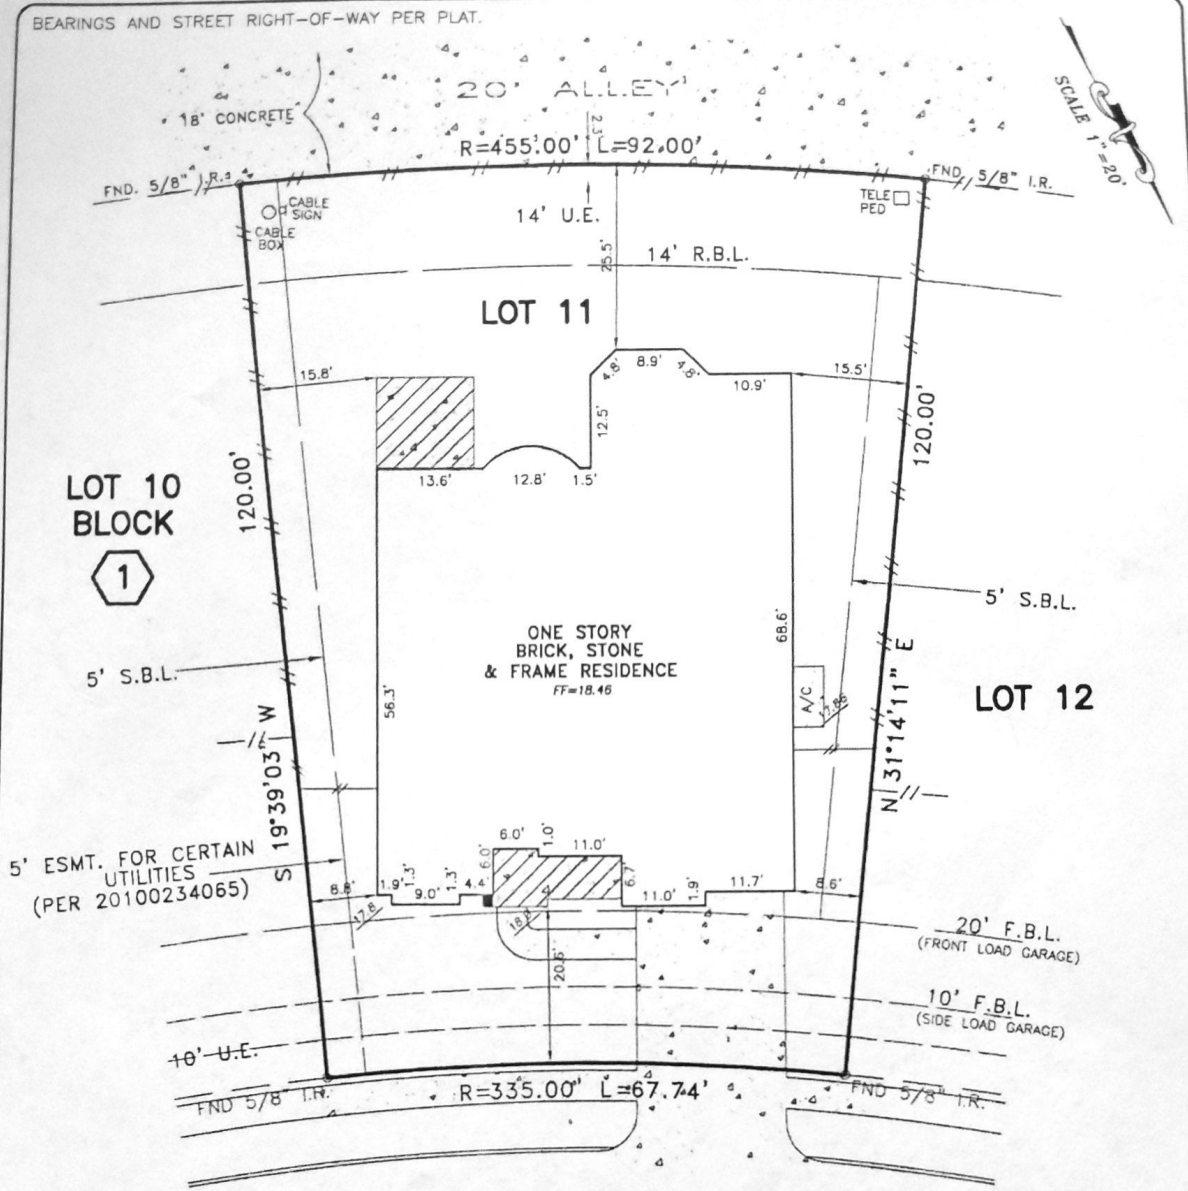 BEARINGS AND STREET RIGHT-OF-WAY PER PLAT.
20' ALLEY
18' CONCRETE
2.3'
SCALE 1"=20'
R=455.00' L=92.00'
FND. 5/8" I.R.
FND 5/8" I.R.
CABLE
SIGN
CABLE
BOX
TELE
PED
14' U.E.
25.5'
14' R.B.L.
LOT 11
15.8'
4.8'
8.9'
4.8'
10.9'
15.5'
12.5'
120.00'
120.00'
13.6'
12.8'
1.5'
LOT 10
BLOCK
1
5' S.B.L.
5' S.B.L.
ONE STORY
BRICK, STONE
& FRAME RESIDENCE
FF=18.46
68.6'
56.3'
A/C
17.86
LOT 12
S 19°39'03" W
N 31°14'11" E
5' ESMT. FOR CERTAIN
UTILITIES
(PER 20100234065)
6.0'
1.0'
11.0'
6.0'
6.7'
8.8'
1.9'
1.3'
9.0'
1.3'
4.4'
11.0'
1.9'
11.7'
8.6'
17.8
20.6'
20' F.B.L.
(FRONT LOAD GARAGE)
10' F.B.L.
(SIDE LOAD GARAGE)
10' U.E.
FND 5/8" I.R.
R=335.00' L=67.74'
FND 5/8" I.R.